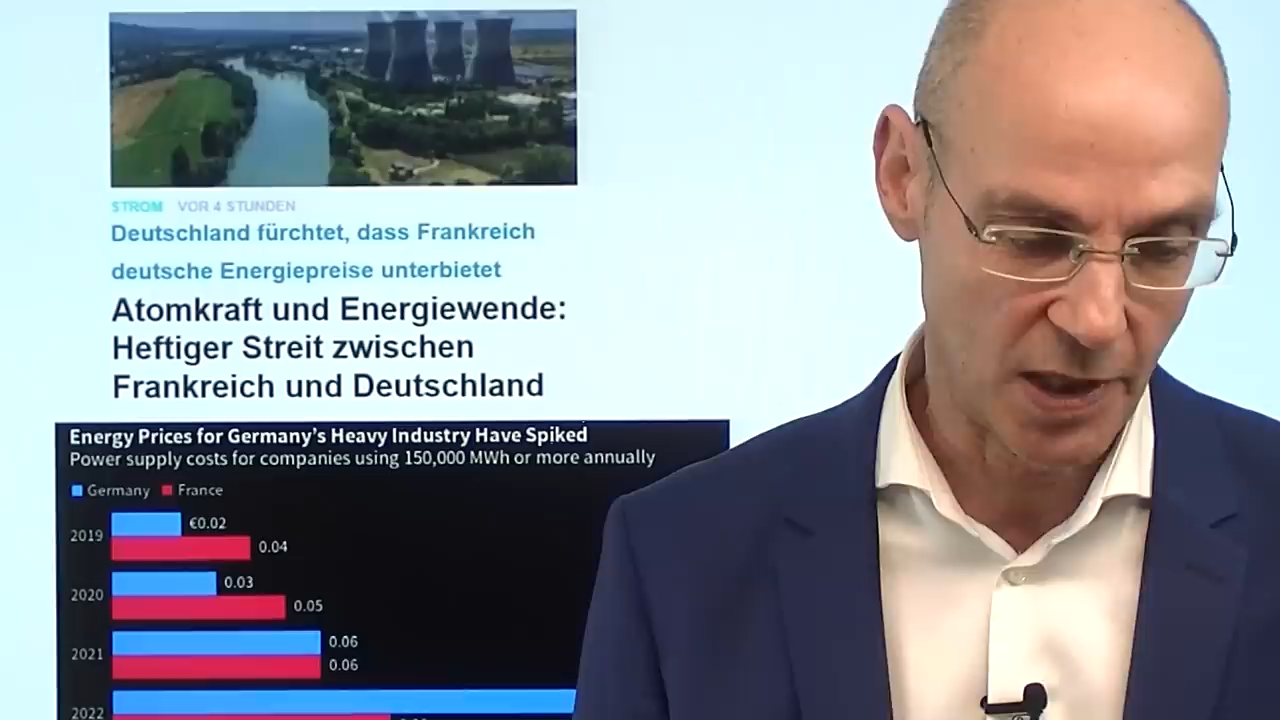 STROM VOR 4 STUNDEN
Deutschland fürchtet, dass Frankreich
deutsche Energiepreise unterbietet
Atomkraft und Energiewende:
Heftiger Streit zwischen
Frankreich und Deutschland
Energy Prices for Germany's Heavy Industry Have Spiked
Power supply costs for companies using 150,000 MWh or more annually
Germany France
2019 €0.02
0.04
2020 0.03
0.05
2021 0.06
0.06
2022